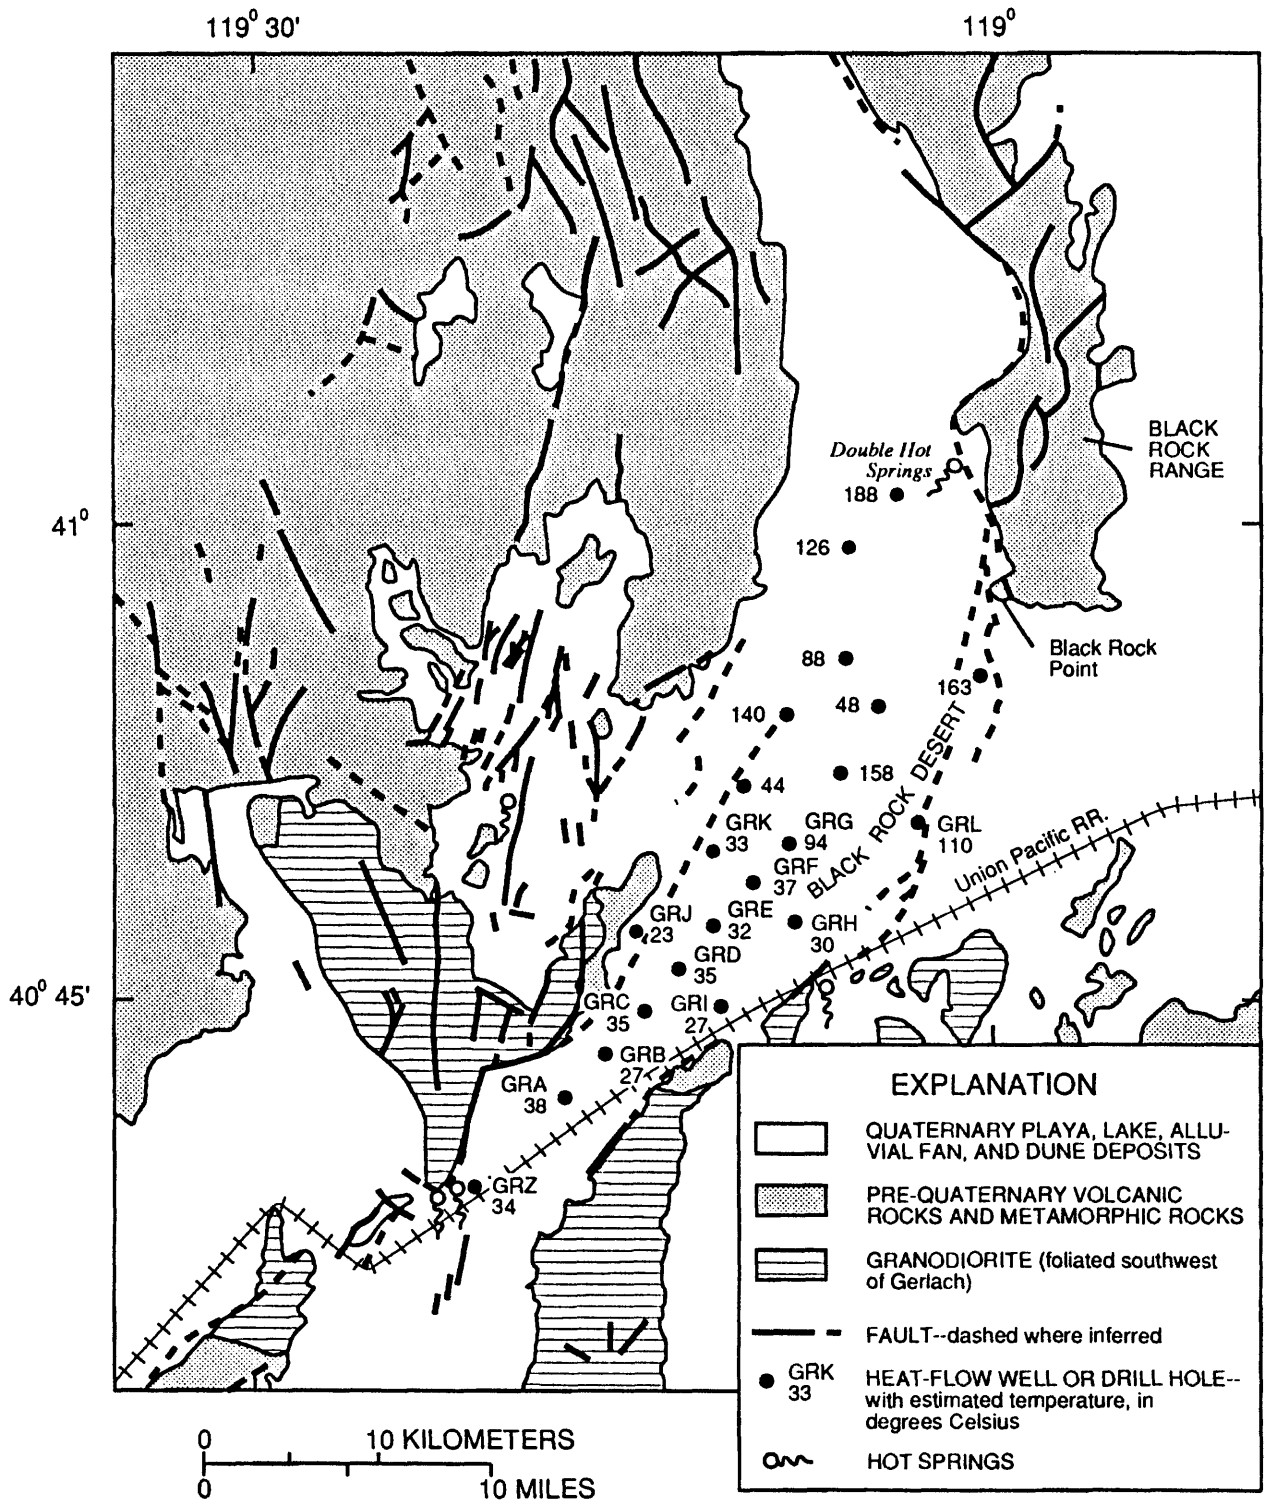 119° 30'
119°
BLACK
ROCK
RANGE
Double Hot
Springs
188
41°
126
Black Rock
Point
88
163
48
140
158
44
BLACK ROCK DESERT
GRK
33
GRG
94
GRL
110
Union Pacific RR.
GRF
37
GRJ
23
GRE
32
GRH
30
GRD
35
40° 45'
GRC
35
GRI
27
GRB
27
GRA
38
GRZ
34
EXPLANATION
QUATERNARY PLAYA, LAKE, ALLU-
VIAL FAN, AND DUNE DEPOSITS
PRE-QUATERNARY VOLCANIC
ROCKS AND METAMORPHIC ROCKS
GRANODIORITE (foliated southwest
of Gerlach)
FAULT--dashed where inferred
GRK
33
HEAT-FLOW WELL OR DRILL HOLE--
with estimated temperature, in
degrees Celsius
HOT SPRINGS
0 10 KILOMETERS
0 10 MILES